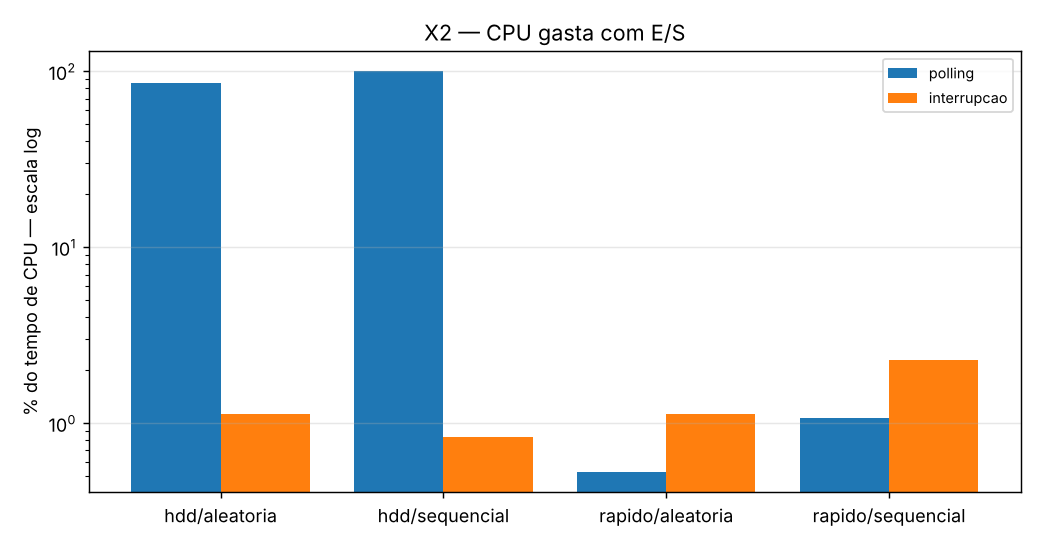 X2 — CPU gasta com E/S
polling
interrupcao
% do tempo de CPU — escala log
10²
10¹
10⁰
hdd/aleatoria
hdd/sequencial
rapido/aleatoria
rapido/sequencial